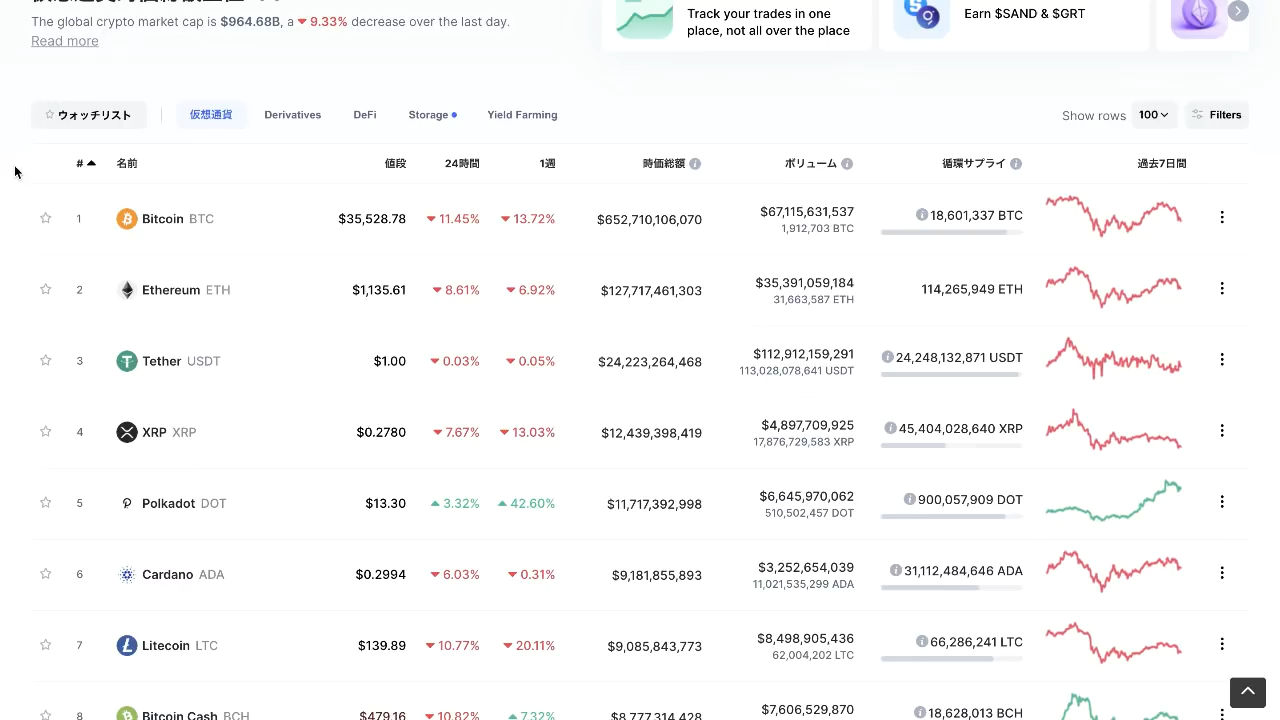 The global crypto market cap is $964.68B, a 9.33% decrease over the last day.
Read more
Track your trades in one
place, not all over the place
Earn $SAND & $GRT
ウォッチリスト 仮想通貨 Derivatives DeFi Storage Yield Farming Show rows 100 Filters
# 名前 値段 24時間 1週 時価総額 ボリューム 循環サプライ 過去7日間
1 Bitcoin BTC $35,528.78 11.45% 13.72% $652,710,106,070 $67,115,631,537 18,601,337 BTC
1,912,703 BTC
2 Ethereum ETH $1,135.61 8.61% 6.92% $127,717,461,303 $35,391,059,184 114,265,949 ETH
31,663,587 ETH
3 Tether USDT $1.00 0.03% 0.05% $24,223,264,468 $112,912,159,291 24,248,132,871 USDT
113,028,078,641 USDT
4 XRP XRP $0.2780 7.67% 13.03% $12,439,398,419 $4,897,709,925 45,404,028,640 XRP
17,876,729,583 XRP
5 Polkadot DOT $13.30 3.32% 42.60% $11,717,392,998 $6,645,970,062 900,057,909 DOT
510,502,457 DOT
6 Cardano ADA $0.2994 6.03% 0.31% $9,181,855,893 $3,252,654,039 31,112,484,646 ADA
11,021,535,299 ADA
7 Litecoin LTC $139.89 10.77% 20.11% $9,085,843,773 $8,498,905,436 66,286,241 LTC
62,004,202 LTC
8 Bitcoin Cash BCH $479.16 10.82% 7.32% $8,777,314,428 $7,606,529,870 18,628,013 BCH